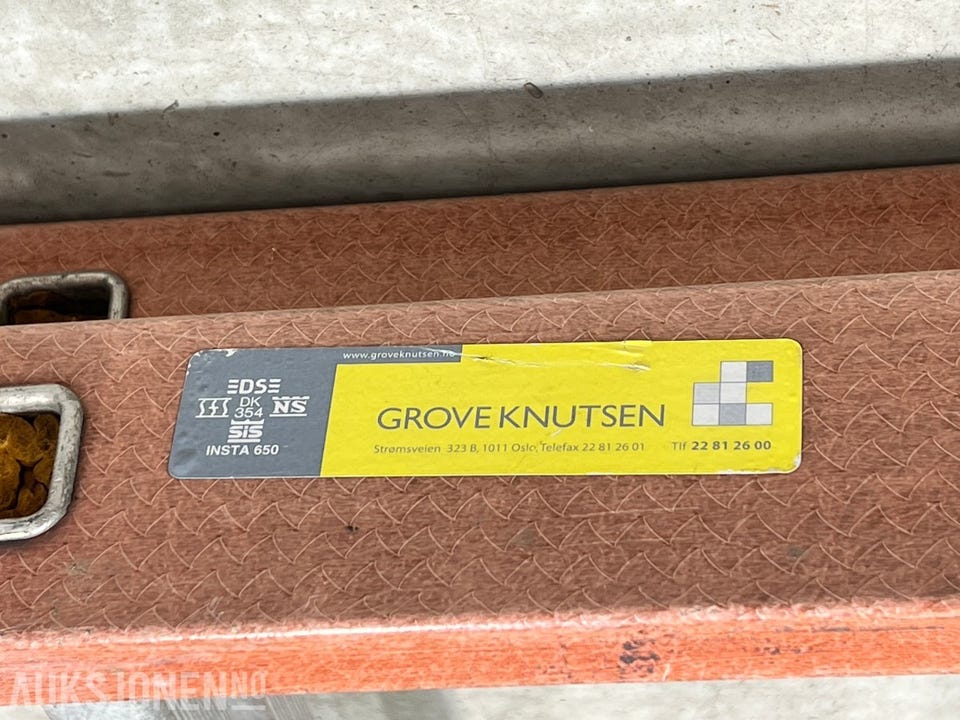 www.groveknutsen.no
DS
DK
354
NS
SIS
INSTA 650
GROVE KNUTSEN
Strømsveien 323 B, 1011 Oslo, Telefax 22 81 26 01 Tlf 22 81 26 00
AUKSJONEN.NO